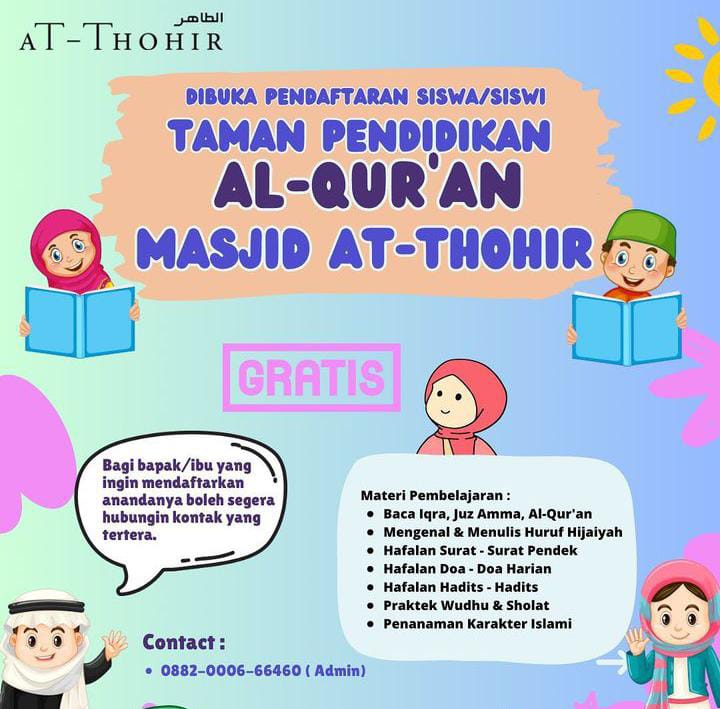 الطاهر
AT-THOHIR
DIBUKA PENDAFTARAN SISWA/SISWI
TAMAN PENDIDIKAN
AL-QUR'AN
MASJID AT-THOHIR
GRATIS
Bagi bapak/ibu yang
ingin mendaftarkan
anandanya boleh segera
hubungin kontak yang
tertera.
Materi Pembelajaran :
• Baca Iqra, Juz Amma, Al-Qur'an
• Mengenal & Menulis Huruf Hijaiyah
• Hafalan Surat - Surat Pendek
• Hafalan Doa - Doa Harian
• Hafalan Hadits - Hadits
• Praktek Wudhu & Sholat
• Penanaman Karakter Islami
Contact :
• 0882-0006-66460 ( Admin)